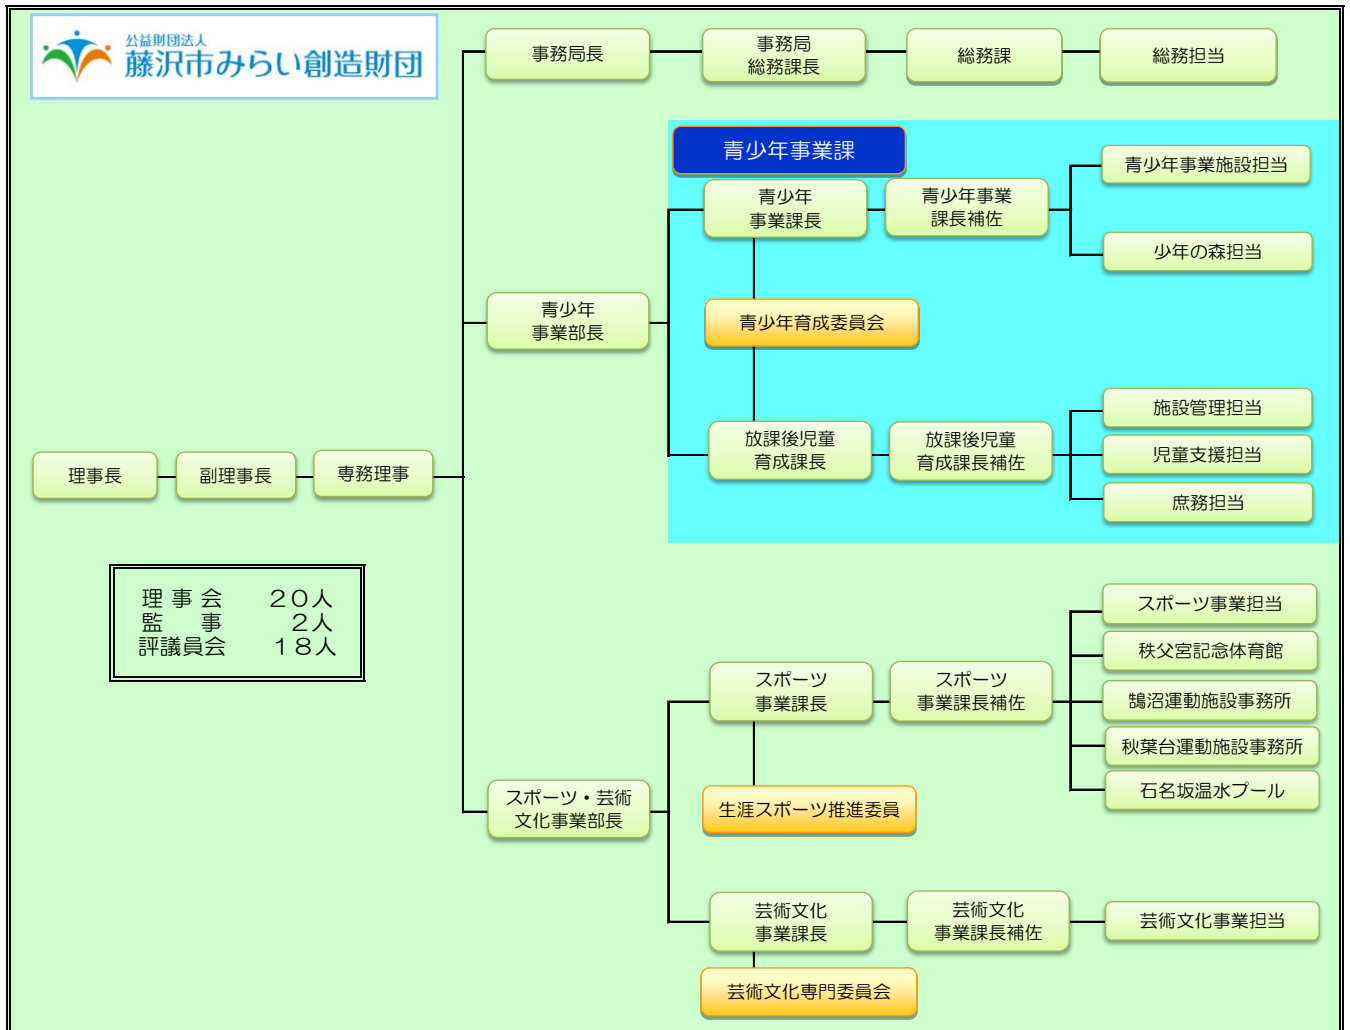 公益財団法人
藤沢市みらい創造財団
事務局長
事務局
総務課長
総務課
総務担当
青少年事業課
青少年
事業課長
青少年事業
課長補佐
青少年事業施設担当
少年の森担当
青少年
事業部長
青少年育成委員会
放課後児童
育成課長
放課後児童
育成課長補佐
施設管理担当
児童支援担当
庶務担当
理事長
副理事長
専務理事
理 事 会 20人
監 事 2人
評議員会 18人
スポーツ・芸術
文化事業部長
スポーツ
事業課長
スポーツ
事業課長補佐
スポーツ事業担当
秩父宮記念体育館
鵠沼運動施設事務所
秋葉台運動施設事務所
石名坂温水プール
生涯スポーツ推進委員
芸術文化
事業課長
芸術文化
事業課長補佐
芸術文化事業担当
芸術文化専門委員会